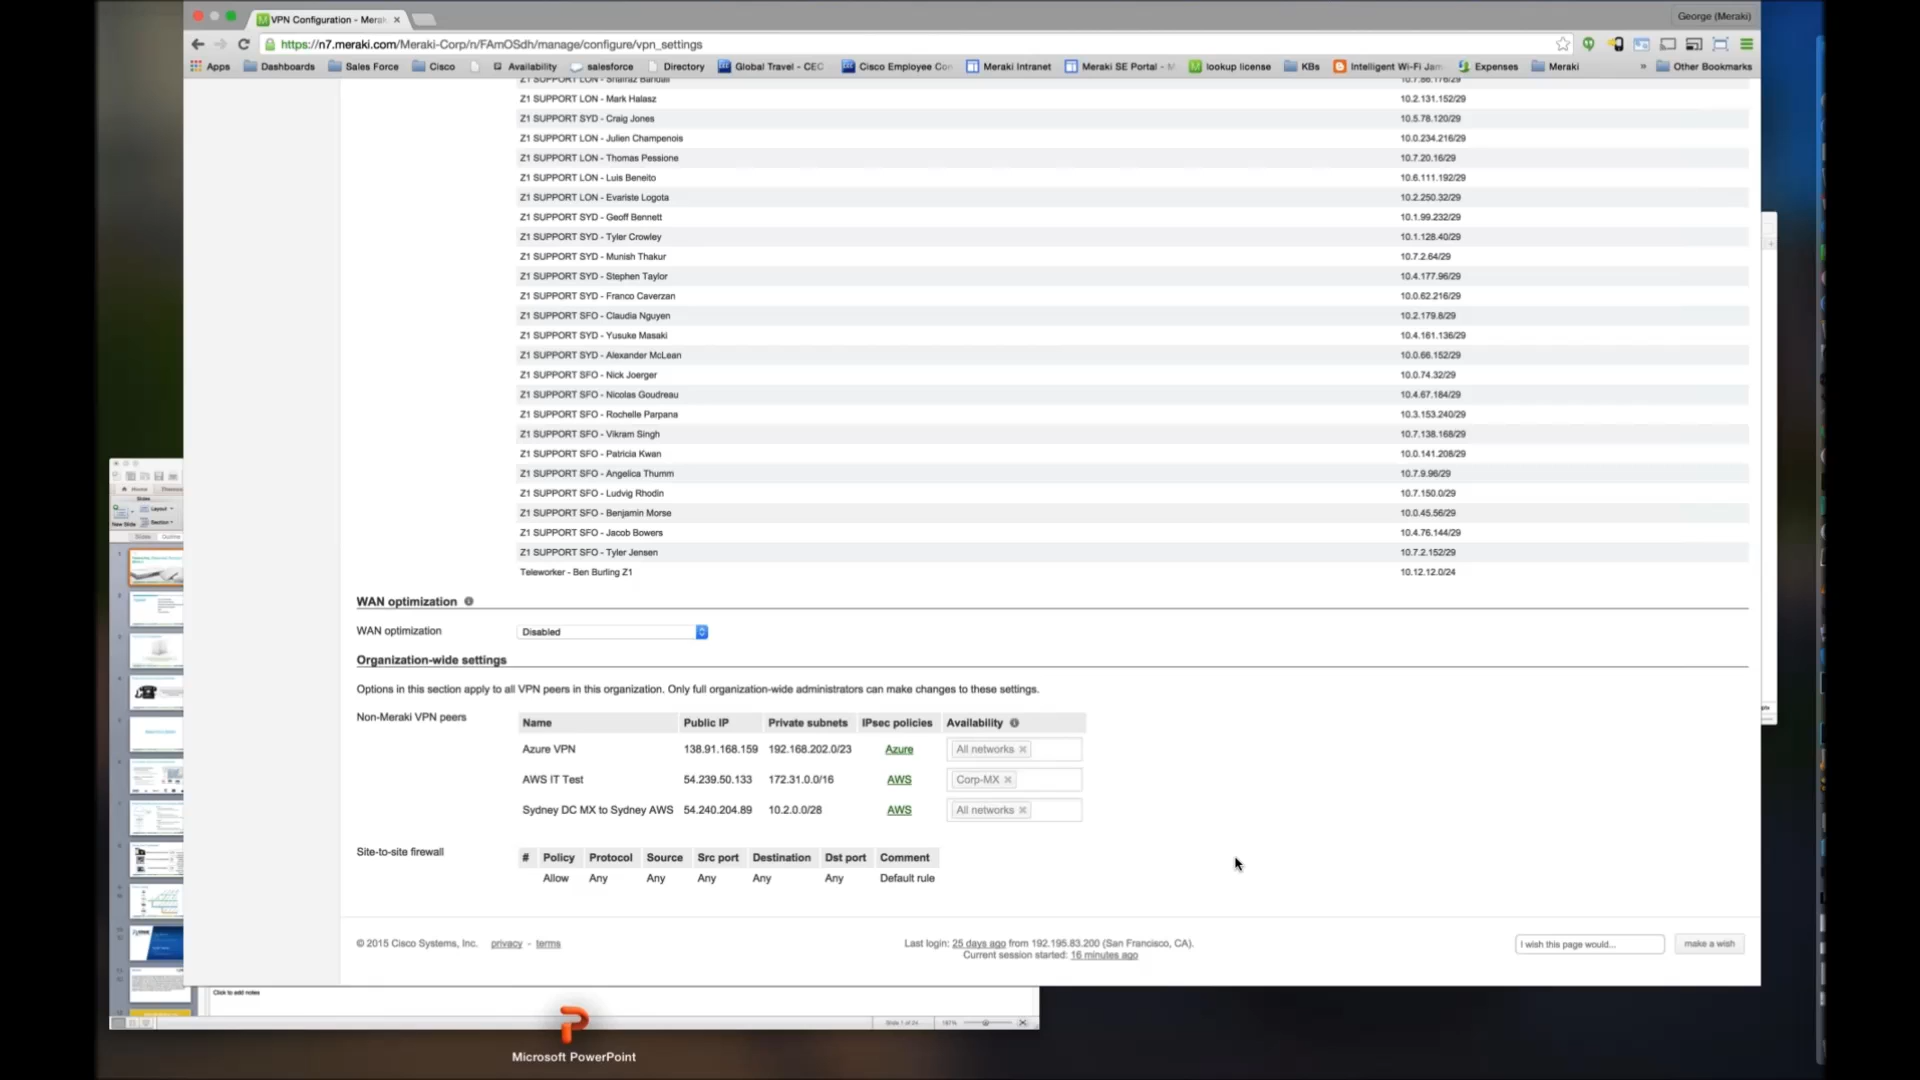 VPN Configuration - Merak
George (Meraki)
https://n7.meraki.com/Meraki-Corp/n/FAmOSdh/manage/configure/vpn_settings
Apps Dashboards Sales Force Cisco Availability salesforce Directory Global Travel - CEC Cisco Employee Con Meraki Intranet Meraki SE Portal - M lookup license KBs Intelligent Wi-Fi Jam Expenses Meraki » Other Bookmarks
Z1 SUPPORT LON - Mark Halasz 10.2.131.152/29
Z1 SUPPORT SYD - Craig Jones 10.5.78.120/29
Z1 SUPPORT LON - Julien Champenois 10.0.234.216/29
Z1 SUPPORT LON - Thomas Pessione 10.7.20.16/29
Z1 SUPPORT LON - Luis Beneito 10.6.111.192/29
Z1 SUPPORT LON - Evariste Logota 10.2.250.32/29
Z1 SUPPORT SYD - Geoff Bennett 10.1.99.232/29
Z1 SUPPORT SYD - Tyler Crowley 10.1.128.40/29
Z1 SUPPORT SYD - Munish Thakur 10.7.2.64/29
Z1 SUPPORT SYD - Stephen Taylor 10.4.177.96/29
Z1 SUPPORT SYD - Franco Caverzan 10.0.62.216/29
Z1 SUPPORT SFO - Claudia Nguyen 10.2.179.8/29
Z1 SUPPORT SYD - Yusuke Masaki 10.4.161.136/29
Z1 SUPPORT SYD - Alexander McLean 10.0.66.152/29
Z1 SUPPORT SFO - Nick Joerger 10.0.74.32/29
Z1 SUPPORT SFO - Nicolas Goudreau 10.4.67.184/29
Z1 SUPPORT SFO - Rochelle Parpana 10.3.153.240/29
Z1 SUPPORT SFO - Vikram Singh 10.7.138.168/29
Z1 SUPPORT SFO - Patricia Kwan 10.0.141.208/29
Z1 SUPPORT SFO - Angelica Thumm 10.7.9.96/29
Z1 SUPPORT SFO - Ludvig Rhodin 10.7.150.0/29
Z1 SUPPORT SFO - Benjamin Morse 10.0.45.56/29
Z1 SUPPORT SFO - Jacob Bowers 10.4.76.144/29
Z1 SUPPORT SFO - Tyler Jensen 10.7.2.152/29
Teleworker - Ben Burling Z1 10.12.12.0/24
WAN optimization
WAN optimization Disabled
Organization-wide settings
Options in this section apply to all VPN peers in this organization. Only full organization-wide administrators can make changes to these settings.
Non-Meraki VPN peers
Name Public IP Private subnets IPsec policies Availability
Azure VPN 138.91.168.159 192.168.202.0/23 Azure All networks
AWS IT Test 54.239.50.133 172.31.0.0/16 AWS Corp-MX
Sydney DC MX to Sydney AWS 54.240.204.89 10.2.0.0/28 AWS All networks
Site-to-site firewall
# Policy Protocol Source Src port Destination Dst port Comment
Allow Any Any Any Any Any Default rule
© 2015 Cisco Systems, Inc. privacy - terms
Last login: 25 days ago from 192.195.83.200 (San Francisco, CA).
Current session started: 16 minutes ago
I wish this page would... make a wish
Home
Layout
New Slide Section
Slides Outline
Click to add notes
Slide 1 of 24
Microsoft PowerPoint